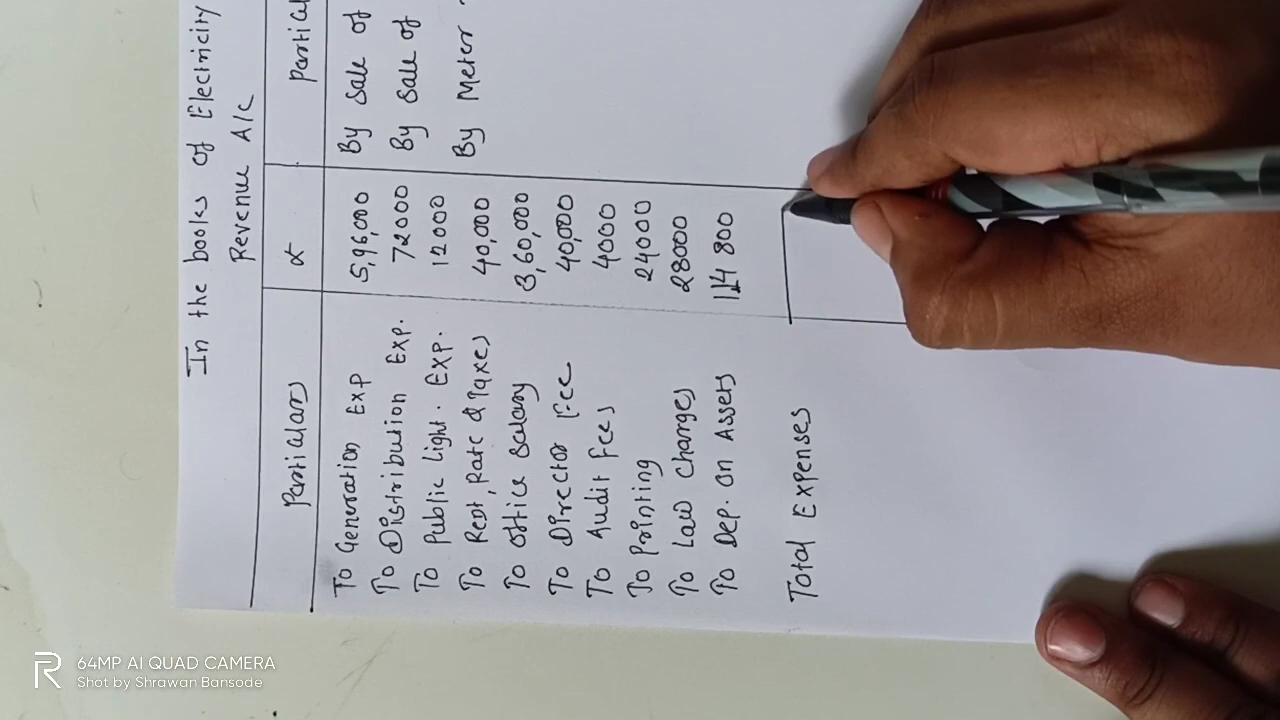 In the books of Electricity
Revenue A/C
Particulars
To Generation Exp 5,96,000 By Sale of
To Distribution Exp. 72000 By Sale of
To Public Light. Exp. 12000 By Meter
To Rent, Rate & Taxes 40,000
To Office Salary 3,60,000
To Director Fee 40,000
To Audit Fees 4000
To Printing 24000
To Law Charges 28000
To Dep. on Assets 114 800
Total Expenses
64MP AI QUAD CAMERA
Shot by Shrawan Bansode